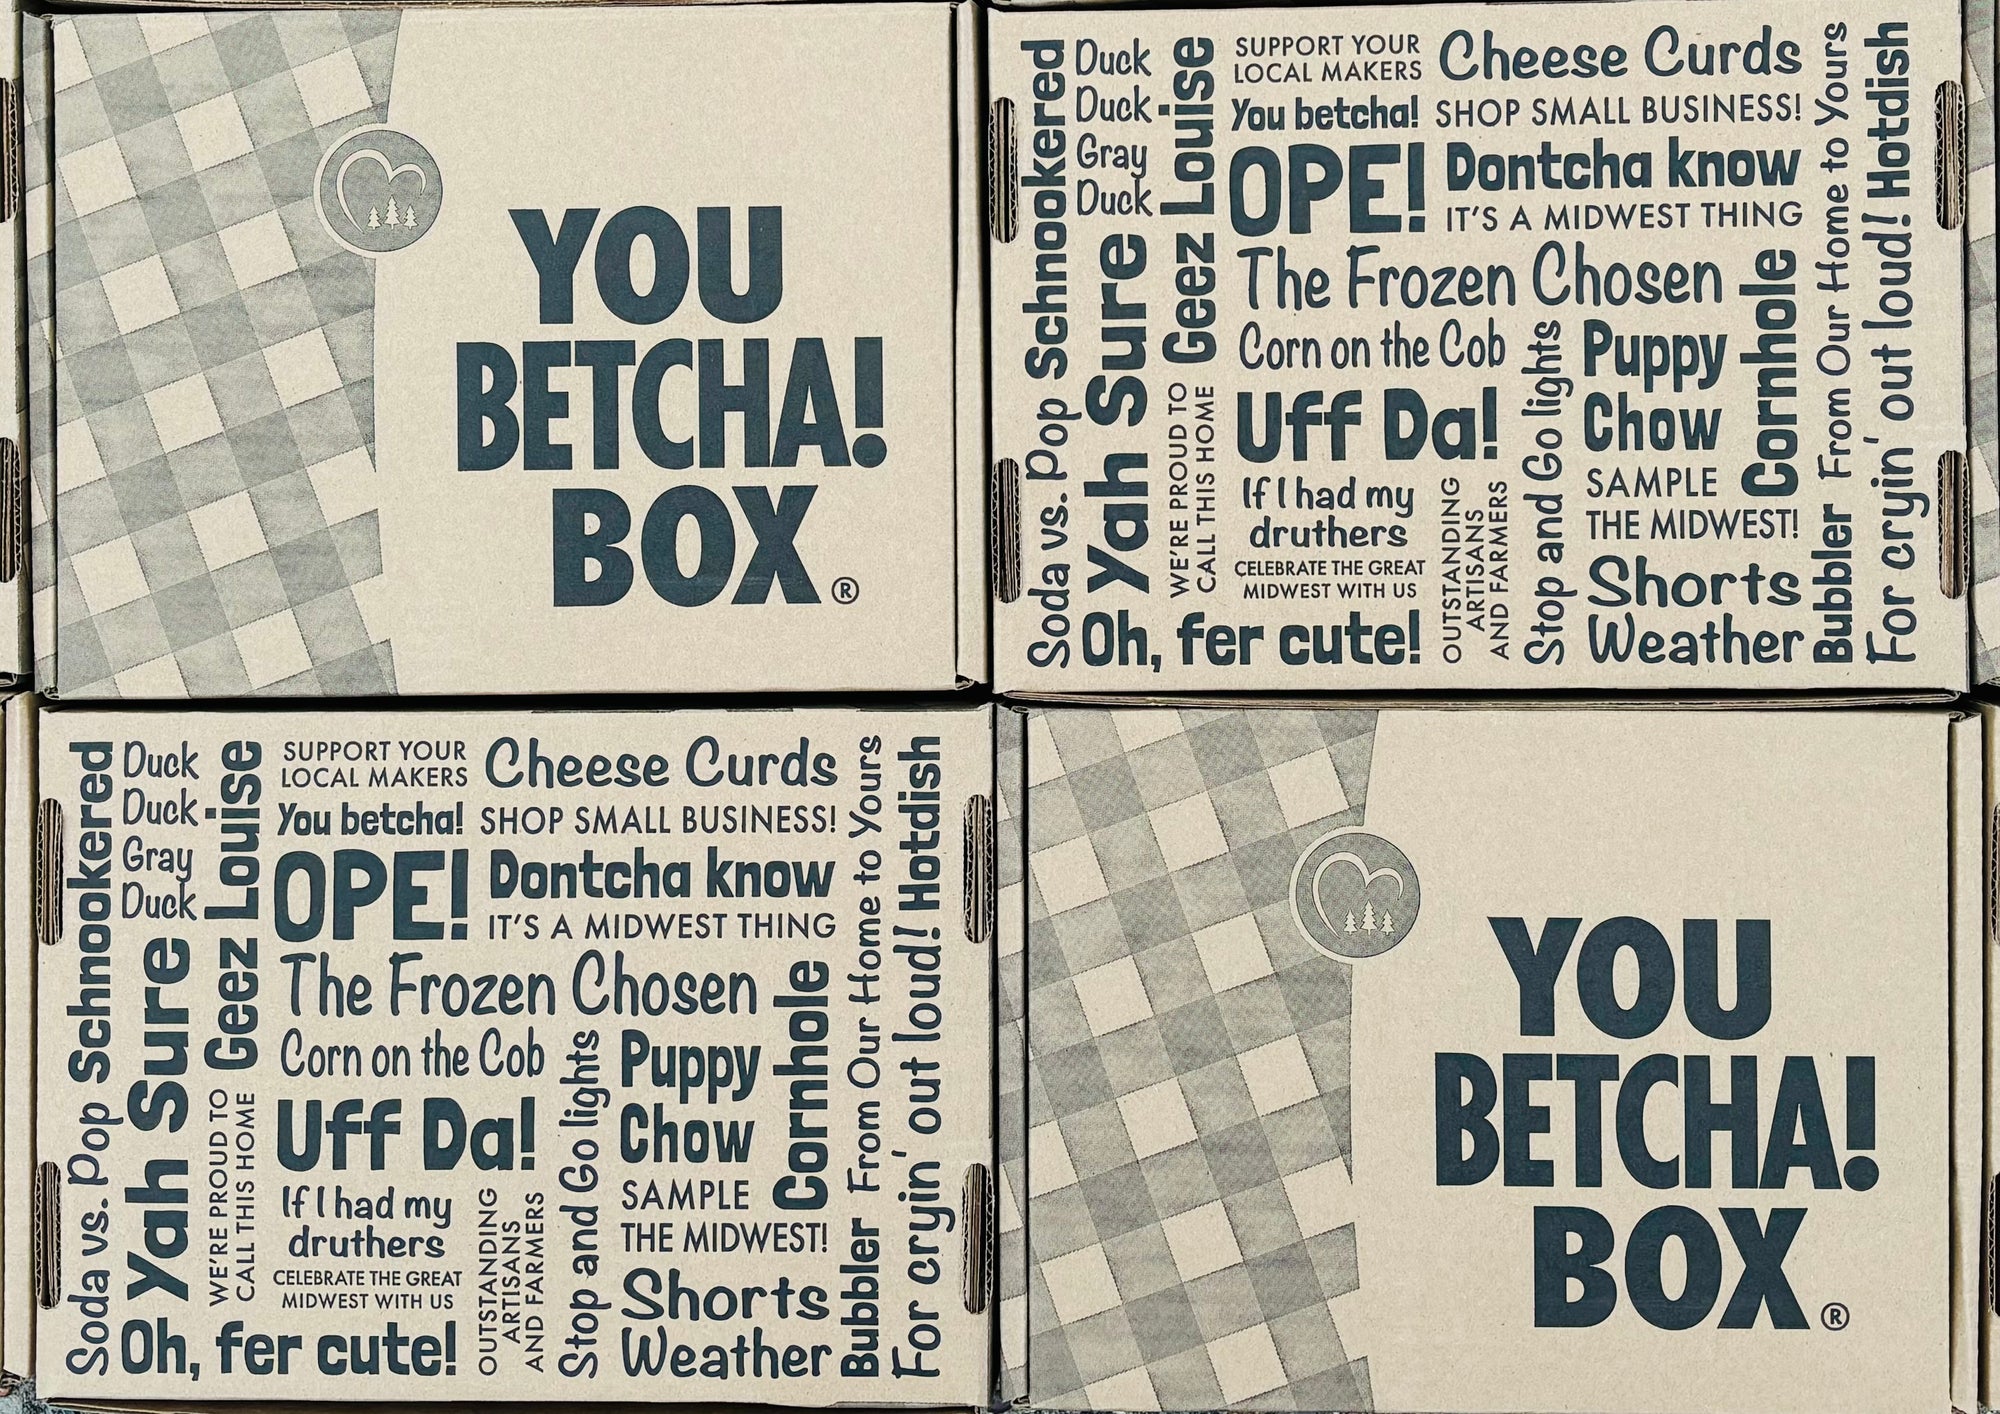 YOU
BETCHA!
BOX®
Soda vs. Pop
Schnookered
Duck
Duck
Gray
Duck
Yah Sure
Geez Louise
WE'RE PROUD TO
CALL THIS HOME
Oh, fer cute!
SUPPORT YOUR
LOCAL MAKERS
Cheese Curds
You betcha!
SHOP SMALL BUSINESS!
OPE!
Dontcha know
IT'S A MIDWEST THING
The Frozen Chosen
Corn on the Cob
Uff Da!
If I had my
druthers
CELEBRATE THE GREAT
MIDWEST WITH US
OUTSTANDING
ARTISANS
AND FARMERS
Stop and Go lights
Puppy
Chow
Cornhole
SAMPLE
THE MIDWEST!
Shorts
Weather
Bubbler
From Our Home to Yours
For cryin' out loud!
Hotdish
Soda vs. Pop
Schnookered
Duck
Duck
Gray
Duck
Yah Sure
Geez Louise
WE'RE PROUD TO
CALL THIS HOME
Oh, fer cute!
SUPPORT YOUR
LOCAL MAKERS
Cheese Curds
You betcha!
SHOP SMALL BUSINESS!
OPE!
Dontcha know
IT'S A MIDWEST THING
The Frozen Chosen
Corn on the Cob
Uff Da!
If I had my
druthers
CELEBRATE THE GREAT
MIDWEST WITH US
OUTSTANDING
ARTISANS
AND FARMERS
Stop and Go lights
Puppy
Chow
Cornhole
SAMPLE
THE MIDWEST!
Shorts
Weather
Bubbler
From Our Home to Yours
For cryin' out loud!
Hotdish
YOU
BETCHA!
BOX®